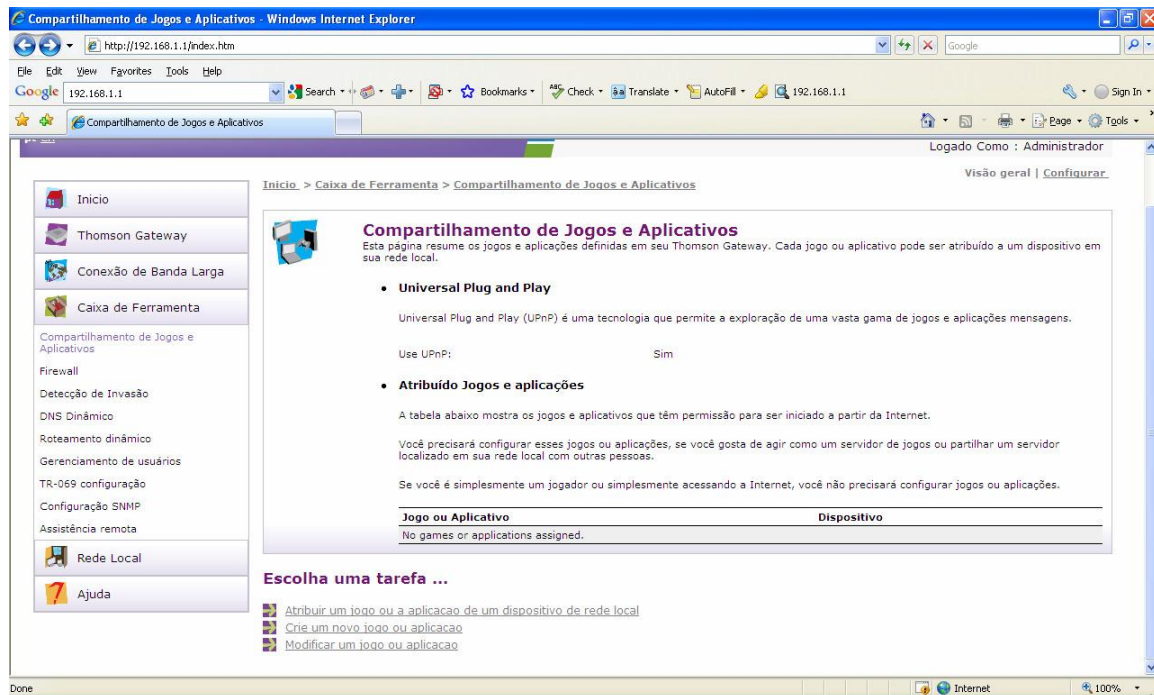 Compartilhamento de Jogos e Aplicativos - Windows Internet Explorer
http://192.168.1.1/index.htm
Google
File Edit View Favorites Tools Help
Google 192.168.1.1 Search Bookmarks Check Translate AutoFill 192.168.1.1 Sign In
Compartilhamento de Jogos e Aplicativos
Page Tools
Logado Como : Administrador
Visão geral | Configurar
Inicio > Caixa de Ferramenta > Compartilhamento de Jogos e Aplicativos
Inicio
Thomson Gateway
Conexão de Banda Larga
Caixa de Ferramenta
Compartilhamento de Jogos e
Aplicativos
Firewall
Detecção de Invasão
DNS Dinâmico
Roteamento dinâmico
Gerenciamento de usuários
TR-069 configuração
Configuração SNMP
Assistência remota
Rede Local
Ajuda
Compartilhamento de Jogos e Aplicativos
Esta página resume os jogos e aplicações definidas em seu Thomson Gateway. Cada jogo ou aplicativo pode ser atribuído a um dispositivo em
sua rede local.
• Universal Plug and Play
Universal Plug and Play (UPnP) é uma tecnologia que permite a exploração de uma vasta gama de jogos e aplicações mensagens.
Use UPnP: Sim
• Atribuído Jogos e aplicações
A tabela abaixo mostra os jogos e aplicativos que têm permissão para ser iniciado a partir da Internet.
Você precisará configurar esses jogos ou aplicações, se você gosta de agir como um servidor de jogos ou partilhar um servidor
localizado em sua rede local com outras pessoas.
Se você é simplesmente um jogador ou simplesmente acessando a Internet, você não precisará configurar jogos ou aplicações.
Jogo ou Aplicativo Dispositivo
No games or applications assigned.
Escolha uma tarefa ...
Atribuir um jogo ou a aplicacao de um dispositivo de rede local
Crie um novo jogo ou aplicacao
Modificar um jogo ou aplicacao
Done Internet 100%